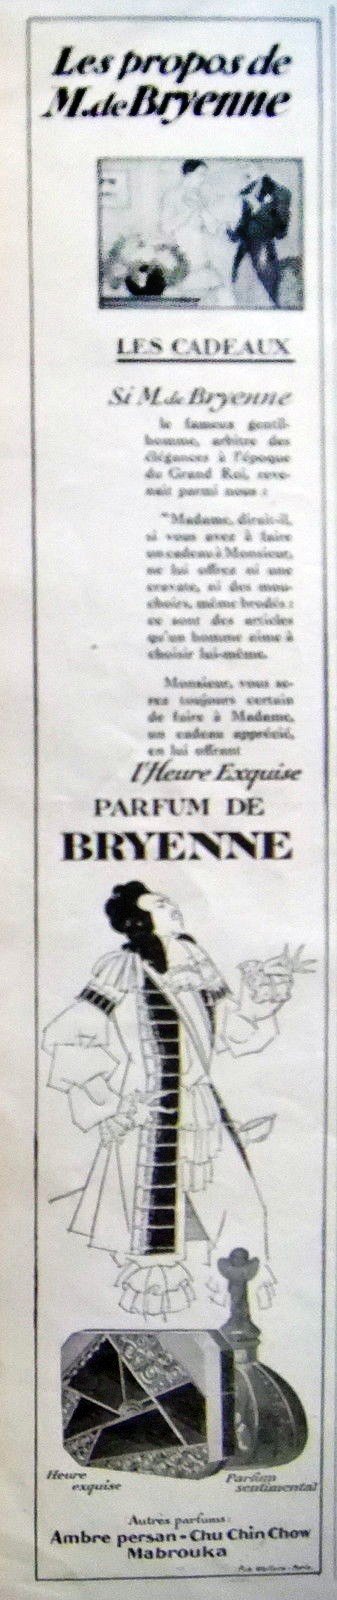 Les propos de
M. de Bryenne
LES CADEAUX
Si M. de Bryenne
le fameux gentil-
homme, arbitre des
élégances à l'époque
du Grand Roi, reve-
nait parmi nous :
"Madame, dirait-il,
si vous avez à faire
un cadeau à Monsieur,
ne lui offrez ni une
cravate, ni des mou-
choirs, même brodés :
ce sont des articles
qu'un homme aime à
choisir lui-même.
Monsieur, vous se-
rez toujours certain
de faire à Madame,
un cadeau apprécié,
en lui offrant
l'Heure Exquise
PARFUM DE
BRYENNE
Heure
exquise
Parfum
sentimental
Autres parfums :
Ambre persan - Chu Chin Chow
Mabrouka